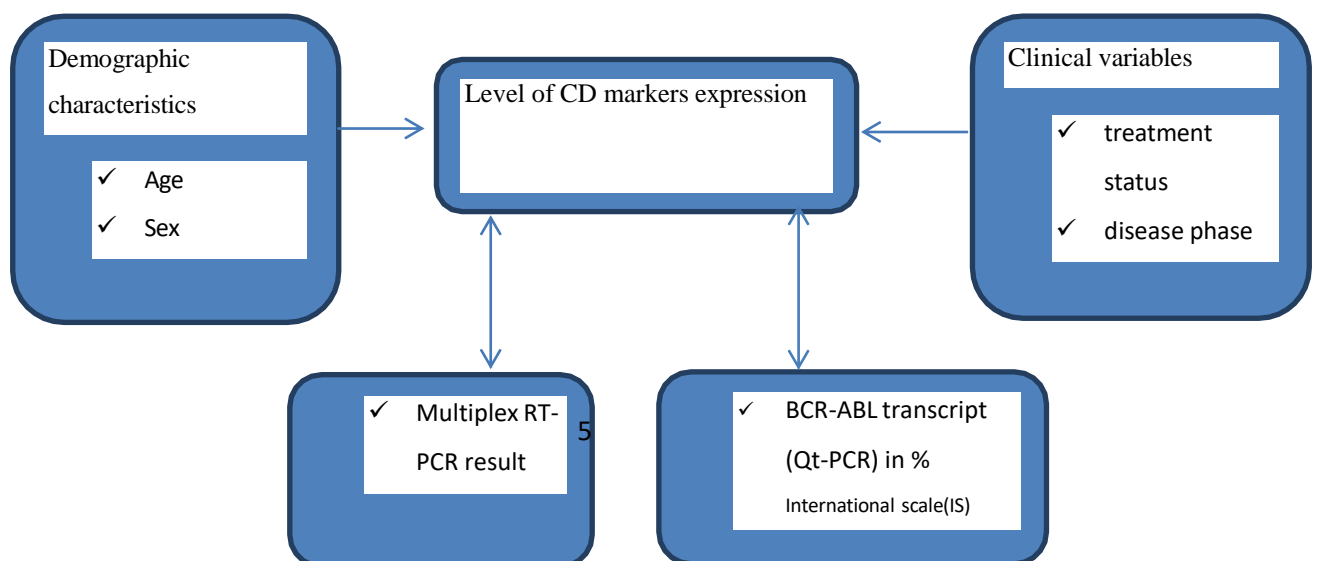 Demographic
characteristics
✓ Age
✓ Sex
Level of CD markers expression
Clinical variables
✓ treatment
status
✓ disease phase
✓ Multiplex RT-
PCR result
5
✓ BCR-ABL transcript
(Qt-PCR) in %
International scale(IS)